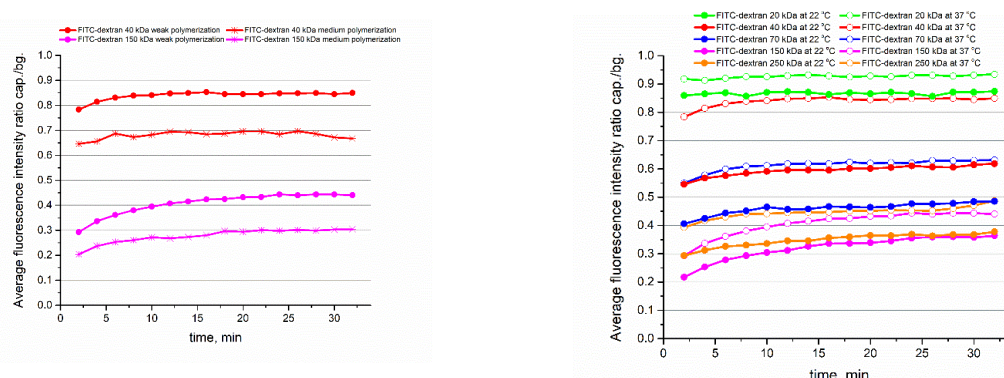 FITC-dextran 40 kDa weak polymerization FITC-dextran 40 kDa medium polymerization
FITC-dextran 150 kDa weak polymerization FITC-dextran 150 kDa medium polymerization
1.0
0.9
0.8
0.7
0.6
0.5
0.4
0.3
0.2
0.1
0.0
Average fluorescence intensity ratio cap./bg.
0 5 10 15 20 25 30
time, min
FITC-dextran 20 kDa at 22 °C FITC-dextran 20 kDa at 37 °C
FITC-dextran 40 kDa at 22 °C FITC-dextran 40 kDa at 37 °C
FITC-dextran 70 kDa at 22 °C FITC-dextran 70 kDa at 37 °C
FITC-dextran 150 kDa at 22 °C FITC-dextran 150 kDa at 37 °C
FITC-dextran 250 kDa at 22 °C FITC-dextran 250 kDa at 37 °C
1.0
0.9
0.8
0.7
0.6
0.5
0.4
0.3
0.2
0.1
0.0
Average fluorescence intensity ratio cap./bg.
0 5 10 15 20 25 30
time, min